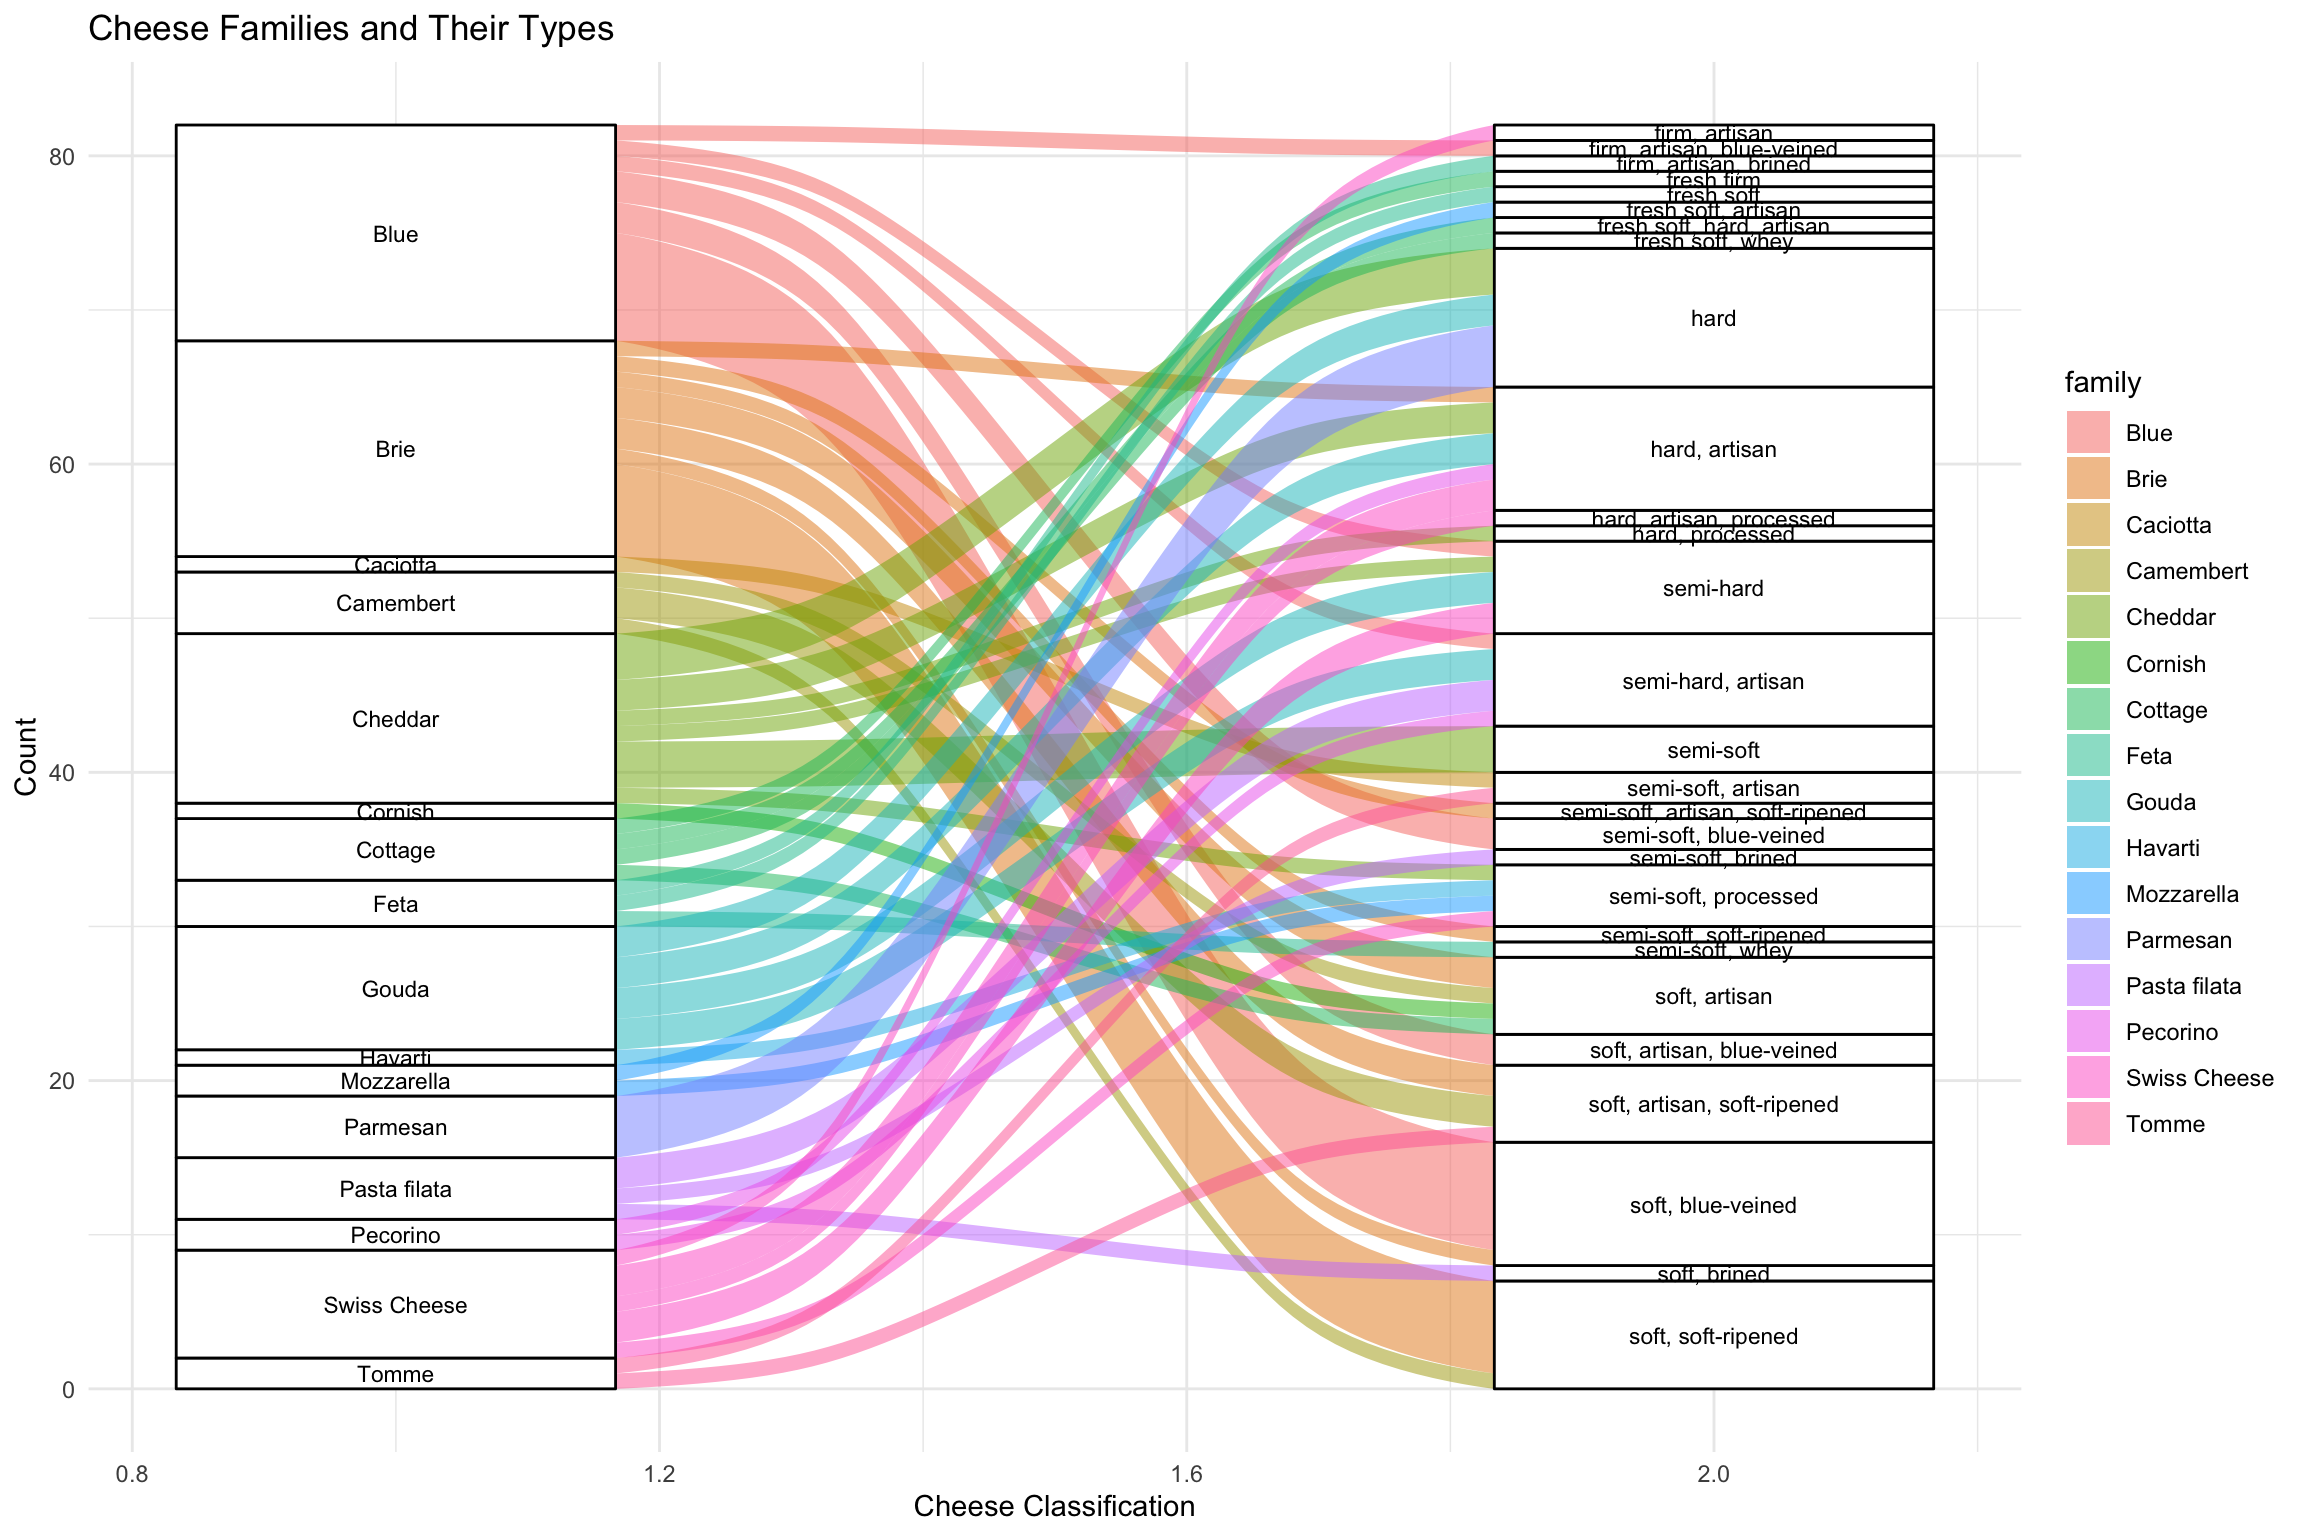 Cheese Families and Their Types
Count
80
60
40
20
0
Blue
Brie
Caciotta
Camembert
Cheddar
Cornish
Cottage
Feta
Gouda
Havarti
Mozzarella
Parmesan
Pasta filata
Pecorino
Swiss Cheese
Tomme
firm, artisan
firm, artisan, blue-veined
firm, artisan, brined
fresh firm
fresh soft
fresh soft, artisan
fresh soft, hard, artisan
fresh soft, whey
hard
hard, artisan
hard, artisan, processed
hard, processed
semi-hard
semi-hard, artisan
semi-soft
semi-soft, artisan
semi-soft, artisan, soft-ripened
semi-soft, blue-veined
semi-soft, brined
semi-soft, processed
semi-soft, soft-ripened
semi-soft, whey
soft, artisan
soft, artisan, blue-veined
soft, artisan, soft-ripened
soft, blue-veined
soft, brined
soft, soft-ripened
family
Blue
Brie
Caciotta
Camembert
Cheddar
Cornish
Cottage
Feta
Gouda
Havarti
Mozzarella
Parmesan
Pasta filata
Pecorino
Swiss Cheese
Tomme
0.8
1.2
1.6
2.0
Cheese Classification